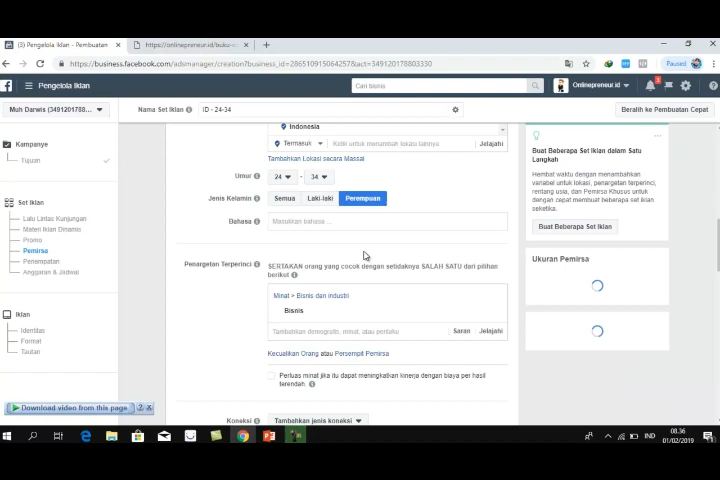 (3) Pengelola Iklan - Pembuatan
https://onlinepreneur.id/buku-
https://business.facebook.com/adsmanager/creation?business_id=286510915064257&act=349120178803330
Paused
Pengelola Iklan
Cari bisnis
Onlinepreneur.id
Muh Darwis (3491201788...
Nama Set Iklan
ID - 24-34
Beralih ke Pembuatan Cepat
Kampanye
Tujuan
Set Iklan
Lalu Lintas Kunjungan
Materi Iklan Dinamis
Promo
Pemirsa
Penempatan
Anggaran & Jadwal
Iklan
Identitas
Format
Tautan
Indonesia
Termasuk
Ketik untuk menambah lokasi lainnya
Jelajahi
Tambahkan Lokasi secara Massal
Umur
24 - 34
Jenis Kelamin
Semua
Laki-laki
Perempuan
Bahasa
Masukkan bahasa ...
Penargetan Terperinci
SERTAKAN orang yang cocok dengan setidaknya SALAH SATU dari pilihan
berikut
Minat > Bisnis dan industri
Bisnis
Tambahkan demografis, minat, atau perilaku
Saran
Jelajahi
Kecualikan Orang atau Persempit Pemirsa
Perluas minat jika itu dapat meningkatkan kinerja dengan biaya per hasil
terendah.
Koneksi
Tambahkan jenis koneksi
Buat Beberapa Set Iklan dalam Satu
Langkah
Hemat waktu dengan menambahkan
variabel untuk lokasi, penargetan terperinci,
rentang usia, dan Pemirsa Khusus untuk
dengan cepat membuat beberapa set iklan
seketika.
Buat Beberapa Set Iklan
Ukuran Pemirsa
Download video from this page
? X
IND
08.36
01/02/2019